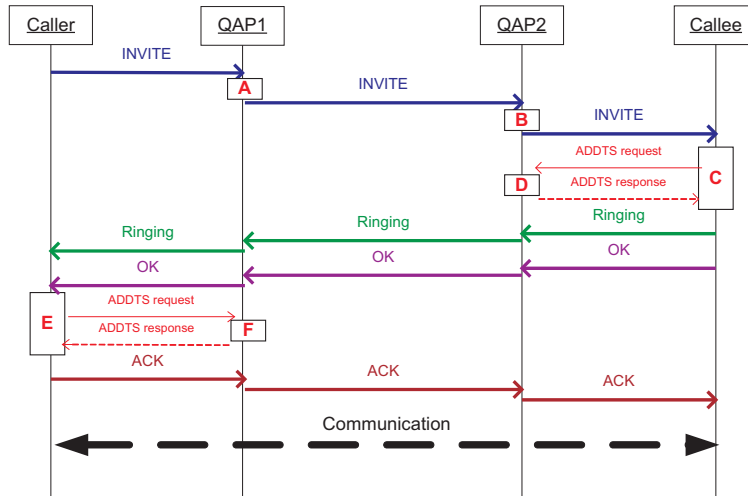 Caller
QAP1
QAP2
Callee
INVITE
A
INVITE
B
INVITE
ADDTS request
C
D
ADDTS response
Ringing
Ringing
Ringing
OK
OK
OK
ADDTS request
E
F
ADDTS response
ACK
ACK
ACK
Communication